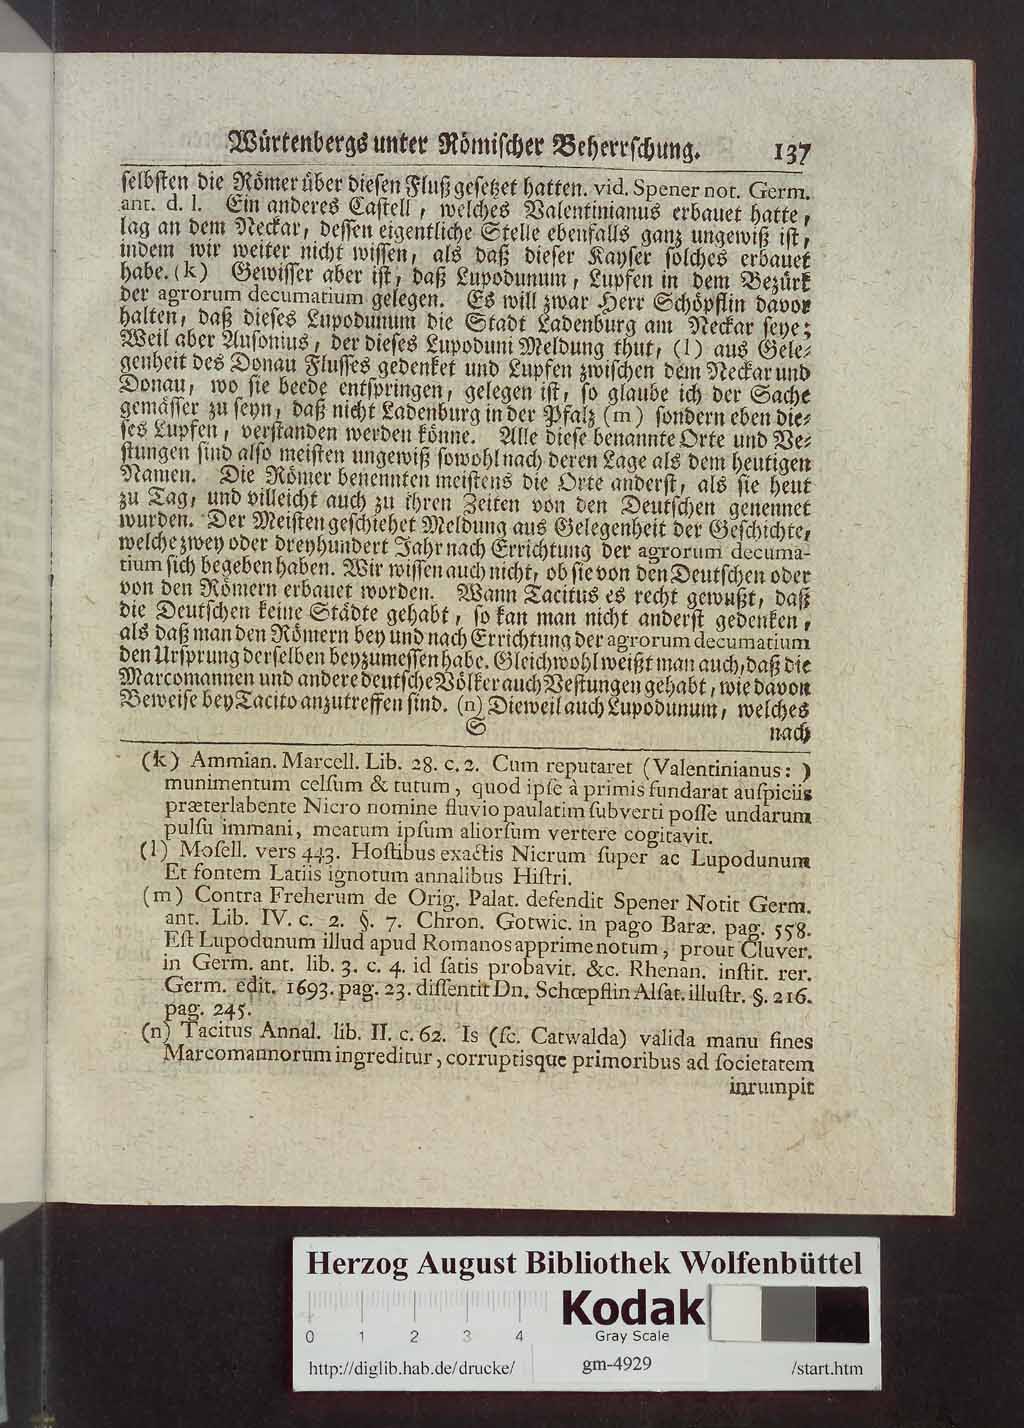 Würtenbergs unter Römischer Beherrschung. 137
selbsten die Römer über diesen Fluß gesetzet hatten. vid. Spener not. Germ.
ant. d. l. Ein anderes Castell, welches Valentinianus erbauet hatte,
lag an dem Neckar, dessen eigentliche Stelle ebenfalls ganz ungewiß ist,
indem wir weiter nicht wissen, als daß dieser Kayser solches erbauet
habe. (k) Gewisser aber ist, daß Lupodunum, Lupfen in dem Bezürk
der agrorum decumatium gelegen. Es will zwar Herr Schöpflin davor
halten, daß dieses Lupodunum die Stadt Ladenburg am Neckar seye;
Weil aber Ausonius, der dieses Lupoduni Meldung thut, (l) aus Gele-
genheit des Donau Flusses gedenket und Lupfen zwischen dem Neckar und
Donau, wo sie beede entspringen, gelegen ist, so glaube ich der Sache
gemässer zu seyn, daß nicht Ladenburg in der Pfalz (m) sondern eben die-
ses Lupfen, verstanden werden könne. Alle diese benannte Orte und Ve-
stungen sind also meisten ungewiß sowohl nach deren Lage als dem heutigen
Namen. Die Römer benennten meistens die Orte anderst, als sie heut
zu Tag, und villeicht auch zu ihren Zeiten von den Deutschen genennet
wurden. Der Meisten geschiehet Meldung aus Gelegenheit der Geschichte,
welche zwey oder dreyhundert Jahr nach Errichtung der agrorum decuma-
tium sich begeben haben. Wir wissen auch nicht, ob sie von den Deutschen oder
von den Römern erbauet worden. Wann Tacitus es recht gewußt, daß
die Deutschen keine Städte gehabt, so kan man nicht anderst gedenken,
als daß man den Römern bey und nach Errichtung der agrorum decumatium
den Ursprung derselben beyzumessen habe. Gleichwohl weißt man auch, daß die
Marcomannen und andere deutsche Völker auch Vestungen gehabt, wie davon
Beweise bey Tacito anzutreffen sind. (n) Dieweil auch Lupodunum, welches
S nach
(k) Ammian. Marcell. Lib. 28. c. 2. Cum reputaret (Valentinianus: )
munimentum celsum & tutum, quod ipse à primis fundarat auspiciis
præterlabente Nicro nomine fluvio paulatim subverti posse undarum
pulsu immani, meatum ipsum aliorsum vertere cogitavit.
(l) Mosell. vers 443. Hostibus exactis Nicrum super ac Lupodunum
Et fontem Latiis ignotum annalibus Histri.
(m) Contra Freherum de Orig. Palat. defendit Spener Notit Germ.
ant. Lib. IV. c. 2. §. 7. Chron. Gotwic. in pago Baræ. pag. 558.
Est Lupodunum illud apud Romanos apprime notum, prout Cluver.
in Germ. ant. lib. 3. c. 4. id satis probavit. &c. Rhenan. instit. rer.
Germ. edit. 1693. pag. 23. dissentit Dn. Schœpflin Alsat. illustr. §. 216.
pag. 245.
(n) Tacitus Annal. lib. II. c. 62. Is (sc. Catwalda) valida manu fines
Marcomannorum ingreditur, corruptisque primoribus ad societatem
inrumpit
Herzog August Bibliothek Wolfenbüttel
0 1 2 3 4
Kodak
Gray Scale
http://diglib.hab.de/drucke/ gm-4929 /start.htm